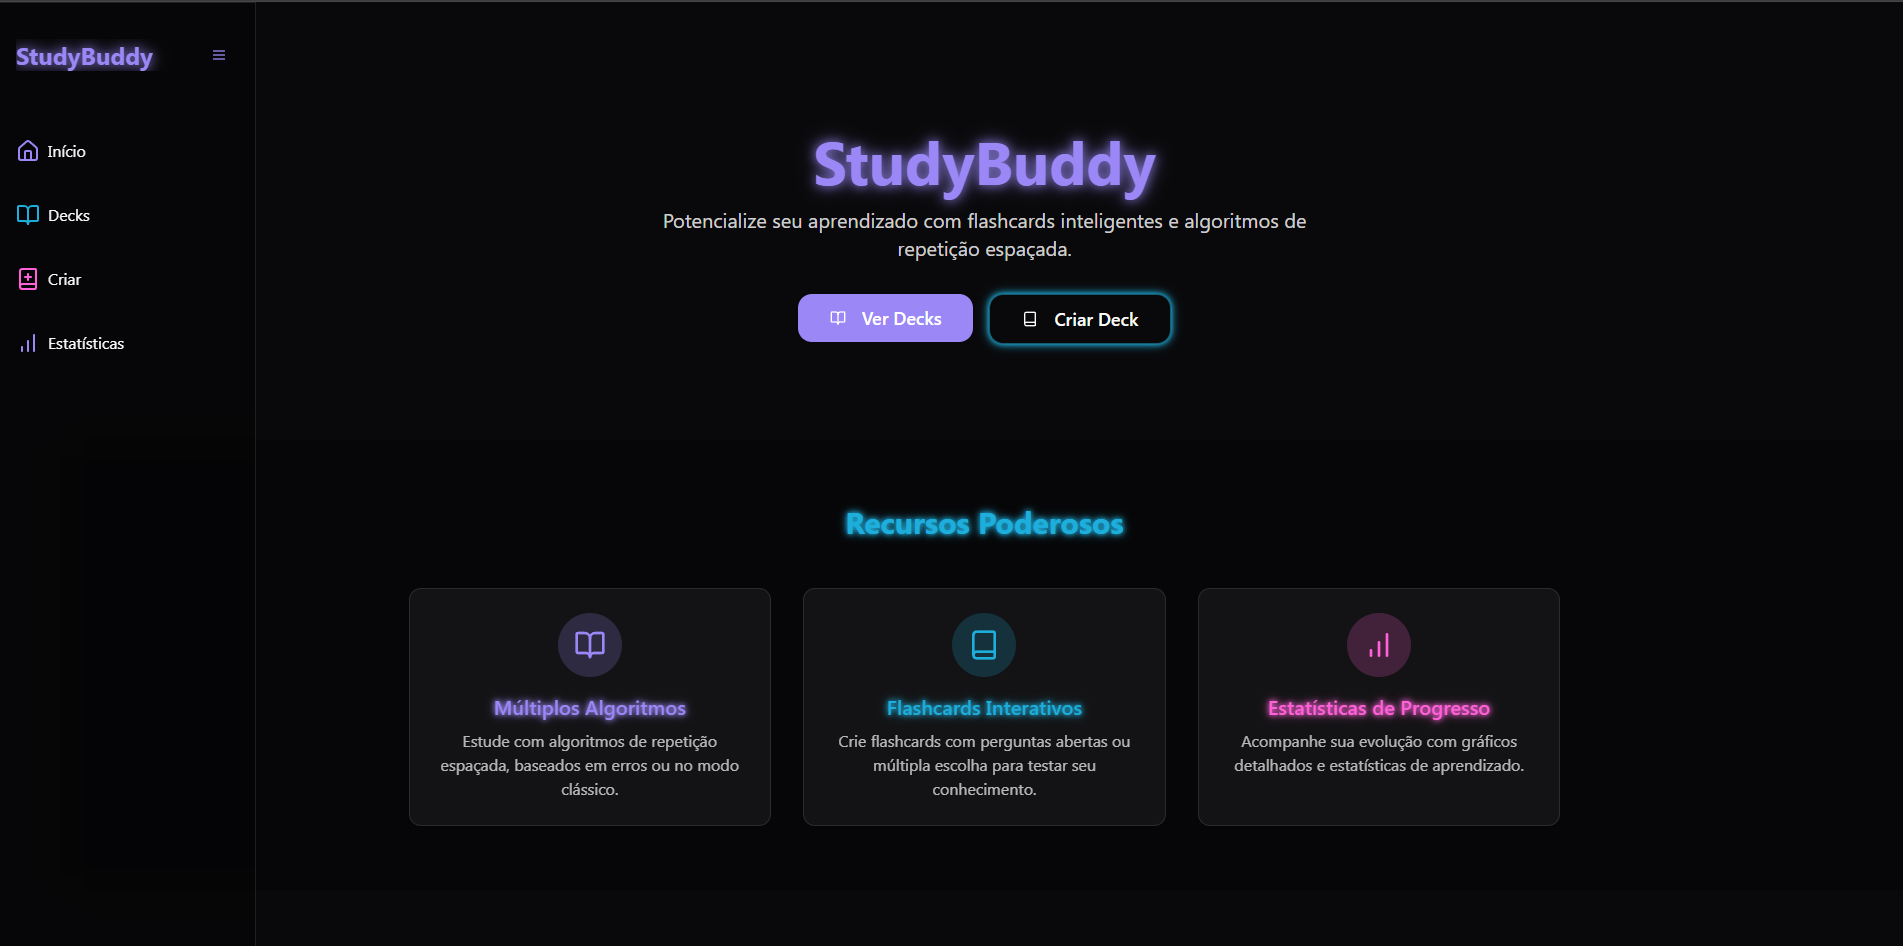 StudyBuddy
Início
Decks
Criar
Estatísticas
StudyBuddy
Potencialize seu aprendizado com flashcards inteligentes e algoritmos de
repetição espaçada.
Ver Decks
Criar Deck
Recursos Poderosos
Múltiplos Algoritmos
Estude com algoritmos de repetição
espaçada, baseados em erros ou no modo
clássico.
Flashcards Interativos
Crie flashcards com perguntas abertas ou
múltipla escolha para testar seu
conhecimento.
Estatísticas de Progresso
Acompanhe sua evolução com gráficos
detalhados e estatísticas de aprendizado.